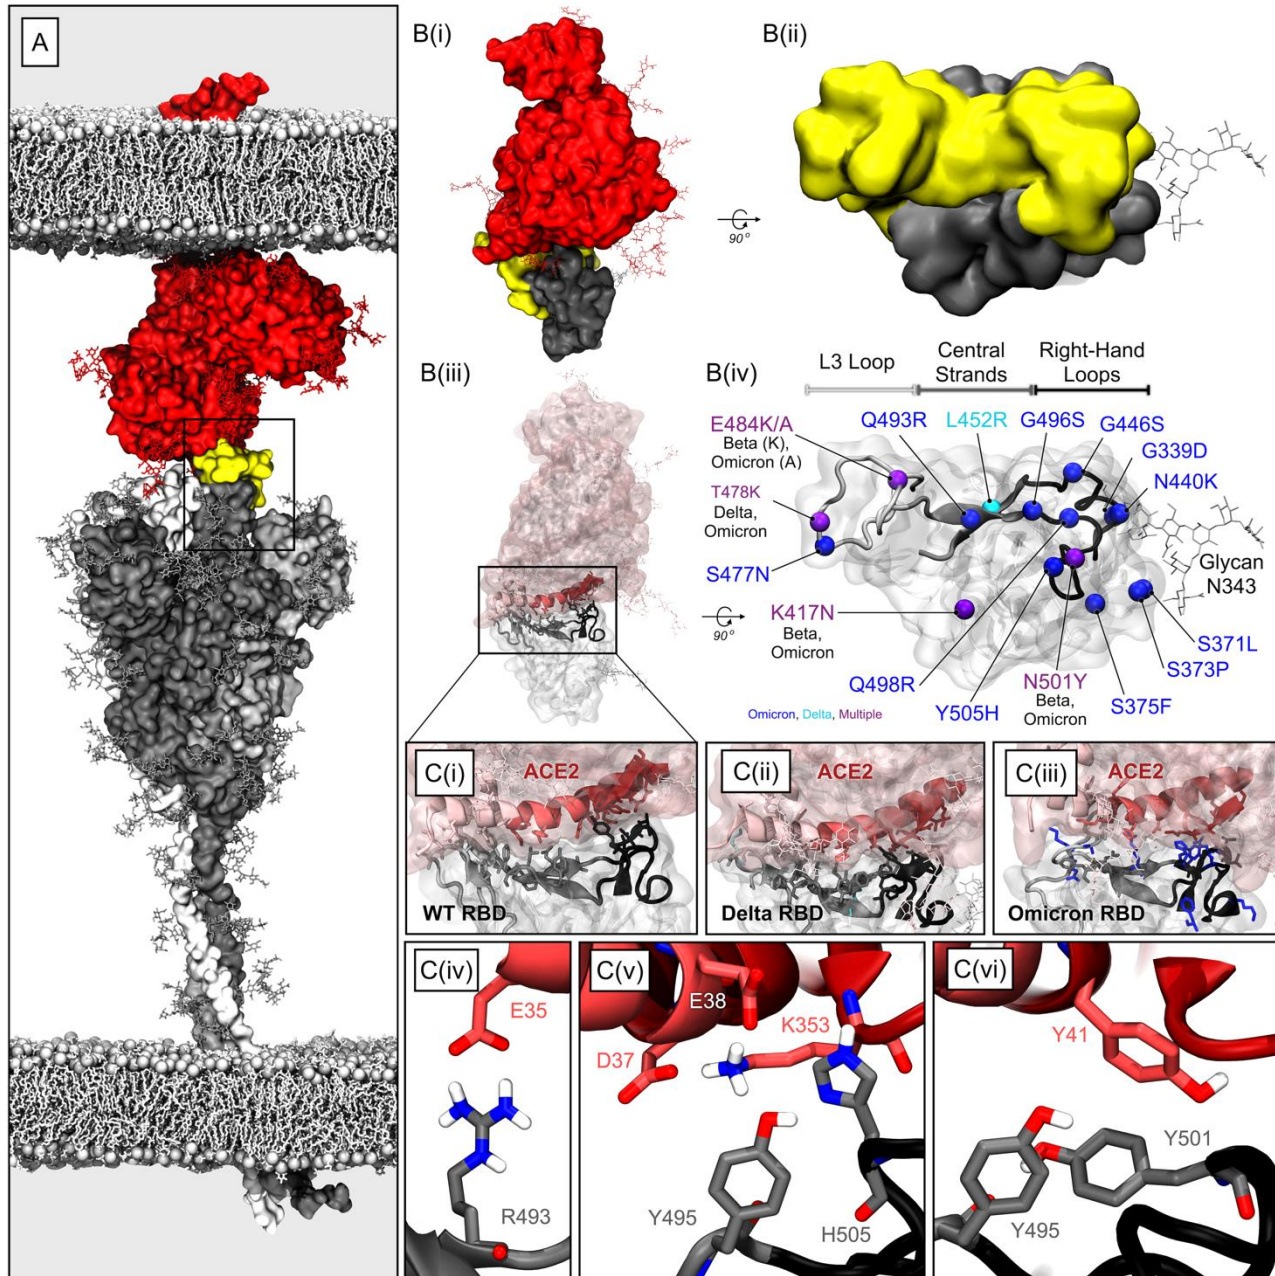 A
B(i)
B(ii)
90°
B(iii)
B(iv)
L3 Loop
Central
Strands
Right-Hand
Loops
E484K/A
Beta (K),
Omicron (A)
Q493R
L452R
G496S
G446S
G339D
N440K
T478K
Delta,
Omicron
S477N
Glycan
N343
90°
K417N
Beta,
Omicron
S371L
S373P
Q498R
N501Y
Beta,
Omicron
S375F
Y505H
Omicron, Delta, Multiple
C(i)
ACE2
WT RBD
C(ii)
ACE2
Delta RBD
C(iii)
ACE2
Omicron RBD
C(iv)
E35
R493
C(v)
E38
K353
D37
Y495
H505
C(vi)
Y41
Y501
Y495